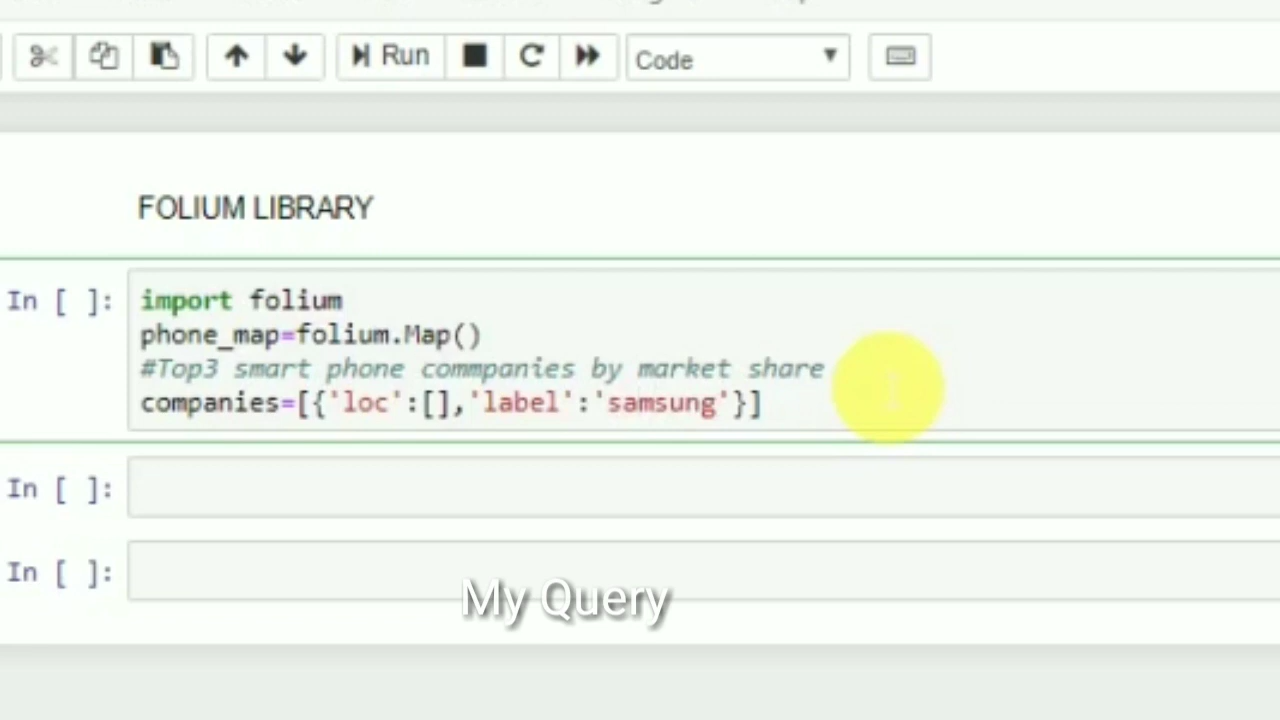 Run
Code
FOLIUM LIBRARY
In [ ]:
import folium
phone_map=folium.Map()
#Top3 smart phone commpanies by market share
companies=[{'loc':[],'label':'samsung'}]
In [ ]:
In [ ]:
My Query